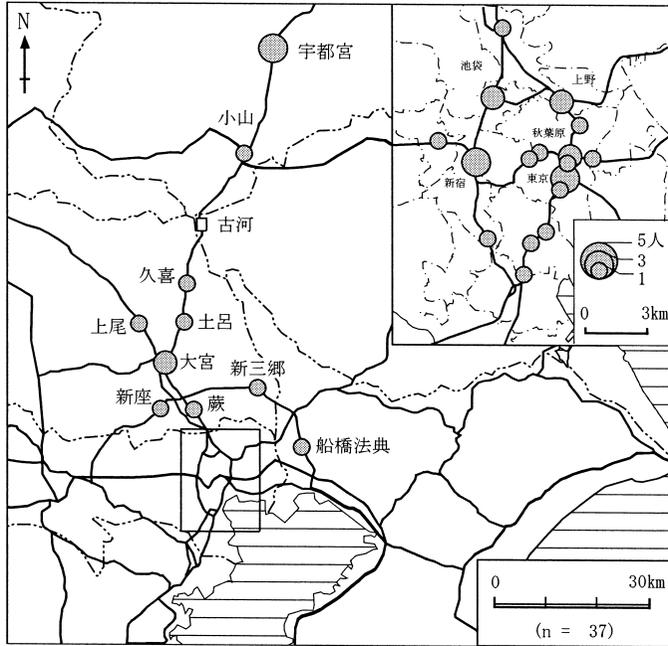 N
宇都宮
小山
古河
久喜
上尾
土呂
大宮
新三郷
新座
蕨
船橋法典
池袋
上野
秋葉原
新宿
東京
5人
3
1
0 3km
0 30km
(n = 37)